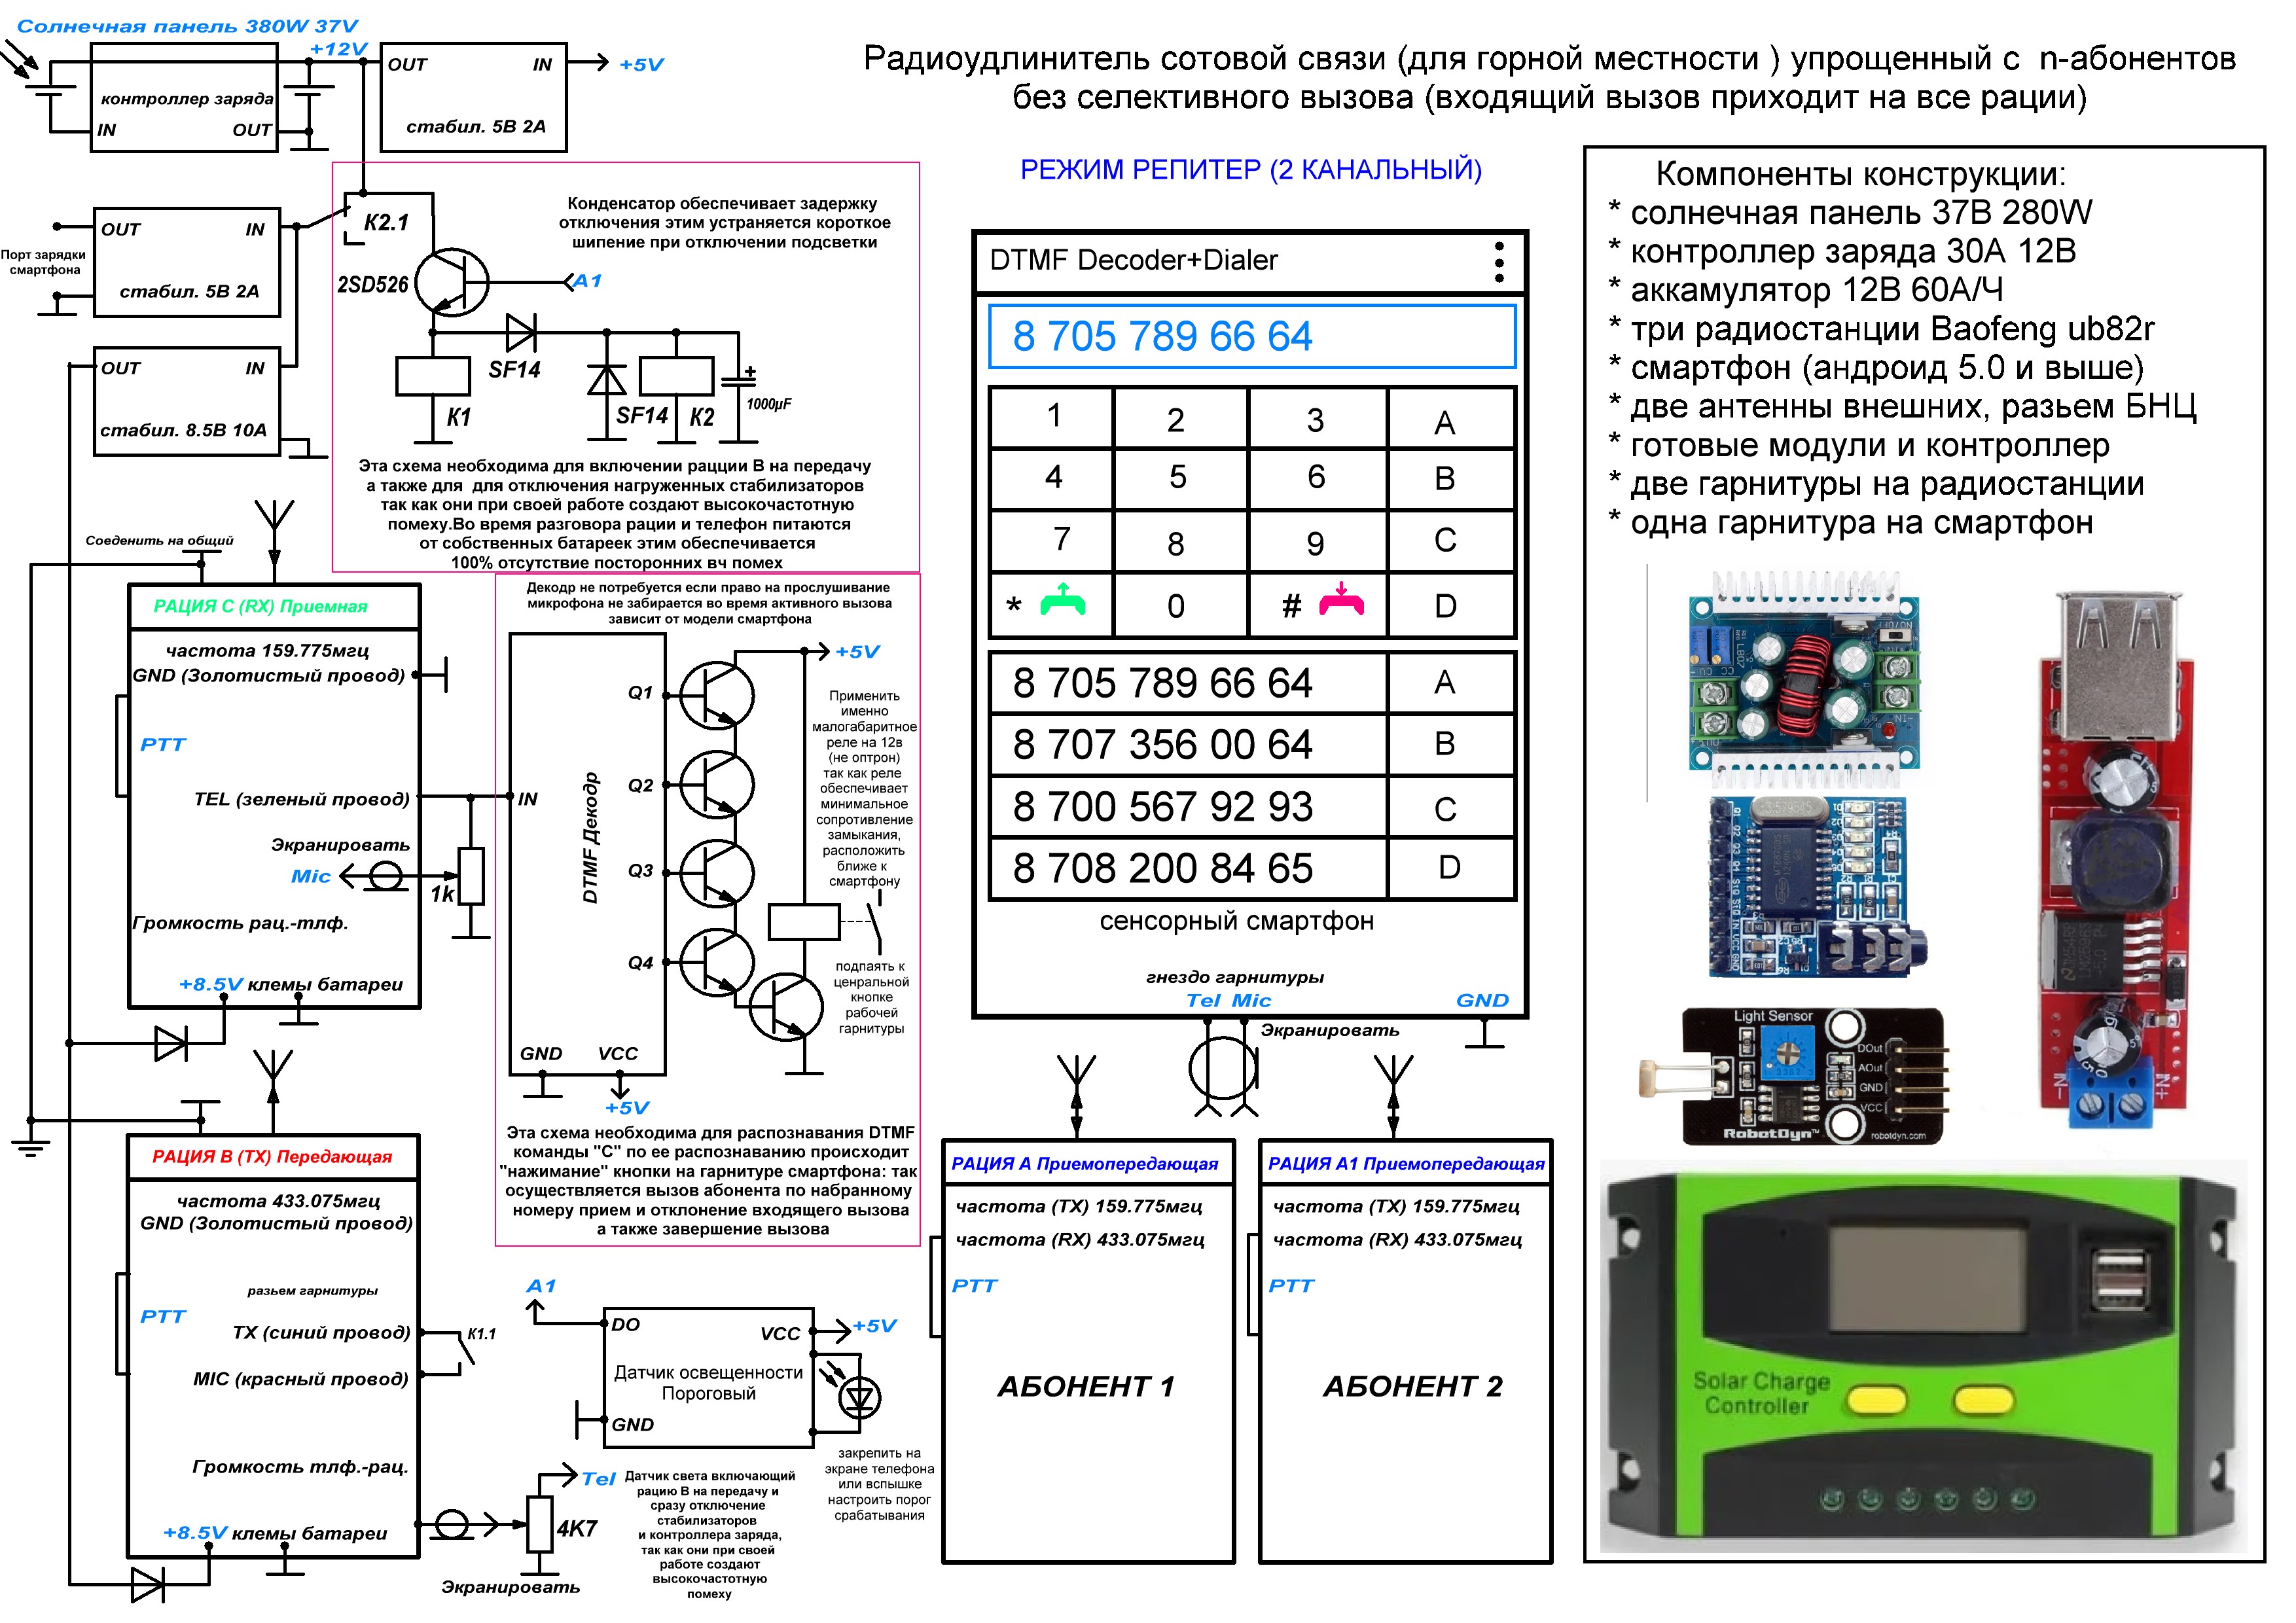 Солнечная панель 380W 37V
+12V
OUT
IN
+5V
контроллер заряда
IN
OUT
стабил. 5В 2А
Радиоудлинитель сотовой связи (для горной местности ) упрощенный с n-абонентов
без селективного вызова (входящий вызов приходит на все рации)
РЕЖИМ РЕПИТЕР (2 КАНАЛЬНЫЙ)
OUT
IN
Порт зарядки
смартфона
стабил. 5В 2А
К2.1
Конденсатор обеспечивает задержку
отключения этим устраняется короткое
шипение при отключении подсветки
2SD526
A1
OUT
IN
стабил. 8.5В 10А
SF14
К1
SF14
К2
+
1000µF
Эта схема необходима для включении рацции В на передачу
а также для для отключения нагруженных стабилизаторов
так как они при своей работе создают высокочастотную
помеху.Во время разговора рации и телефон питаются
от собственных батареек этим обеспечивается
100% отсутствие посторонних вч помех
Соеденить на общий
РАЦИЯ С (RX) Приемная
частота 159.775мгц
GND (Золотистый провод)
PTT
TEL (зеленый провод)
Экранировать
Mic
1k
Громкость рац.-тлф.
+8.5V клемы батареи
Декодр не потребуется если право на прослушивание
микрофона не забирается во время активного вызова
зависит от модели смартфона
+5V
Q1
Q2
Q3
Q4
IN
DTMF Декодр
GND
VCC
+5V
Применить
именно
малогабаритное
реле на 12в
(не оптрон)
так как реле
обеспечивает
минимальное
сопротивление
замыкания,
расположить
ближе к
смартфону
подпаять к
ценральной
кнопке
рабочей
гарнитуры
Эта схема необходима для распознавания DTMF
команды "С" по ее распознаванию происходит
"нажимание" кнопки на гарнитуре смартфона: так
осуществляется вызов абонента по набранному
номеру прием и отклонение входящего вызова
а также завершение вызова
РАЦИЯ В (TX) Передающая
частота 433.075мгц
GND (Золотистый провод)
разьем гарнитуры
PTT
TX (синий провод)
К1.1
MIC (красный провод)
Громкость тлф.-рац.
+8.5V клемы батареи
A1
DO
VCC
+5V
Датчик освещенности
Пороговый
GND
закрепить на
экране телефона
или вспышке
настроить порог
срабатывания
Tel
4K7
Экранировать
Датчик света включающий
рацию В на передачу и
сразу отключение
стабилизаторов
и контроллера заряда,
так как они при своей
работе создают
высокочастотную
помеху
DTMF Decoder+Dialer
8 705 789 66 64
1 2 3 A
4 5 6 B
7 8 9 C
* 0 # D
8 705 789 66 64 A
8 707 356 00 64 B
8 700 567 92 93 C
8 708 200 84 65 D
сенсорный смартфон
гнездо гарнитуры
Tel Mic
GND
Экранировать
РАЦИЯ А Приемопередающая
частота (TX) 159.775мгц
частота (RX) 433.075мгц
PTT
АБОНЕНТ 1
РАЦИЯ А1 Приемопередающая
частота (TX) 159.775мгц
частота (RX) 433.075мгц
PTT
АБОНЕНТ 2
Компоненты конструкции:
* солнечная панель 37В 280W
* контроллер заряда 30А 12В
* аккамулятор 12В 60А/Ч
* три радиостанции Baofeng ub82r
* смартфон (андроид 5.0 и выше)
* две антенны внешних, разьем БНЦ
* готовые модули и контроллер
* две гарнитуры на радиостанции
* одна гарнитура на смартфон
Light Sensor
DOut
AOut
GND
VCC
RobotDyn™
robotdyn.com
IN-
IN+
Solar Charge
Controller